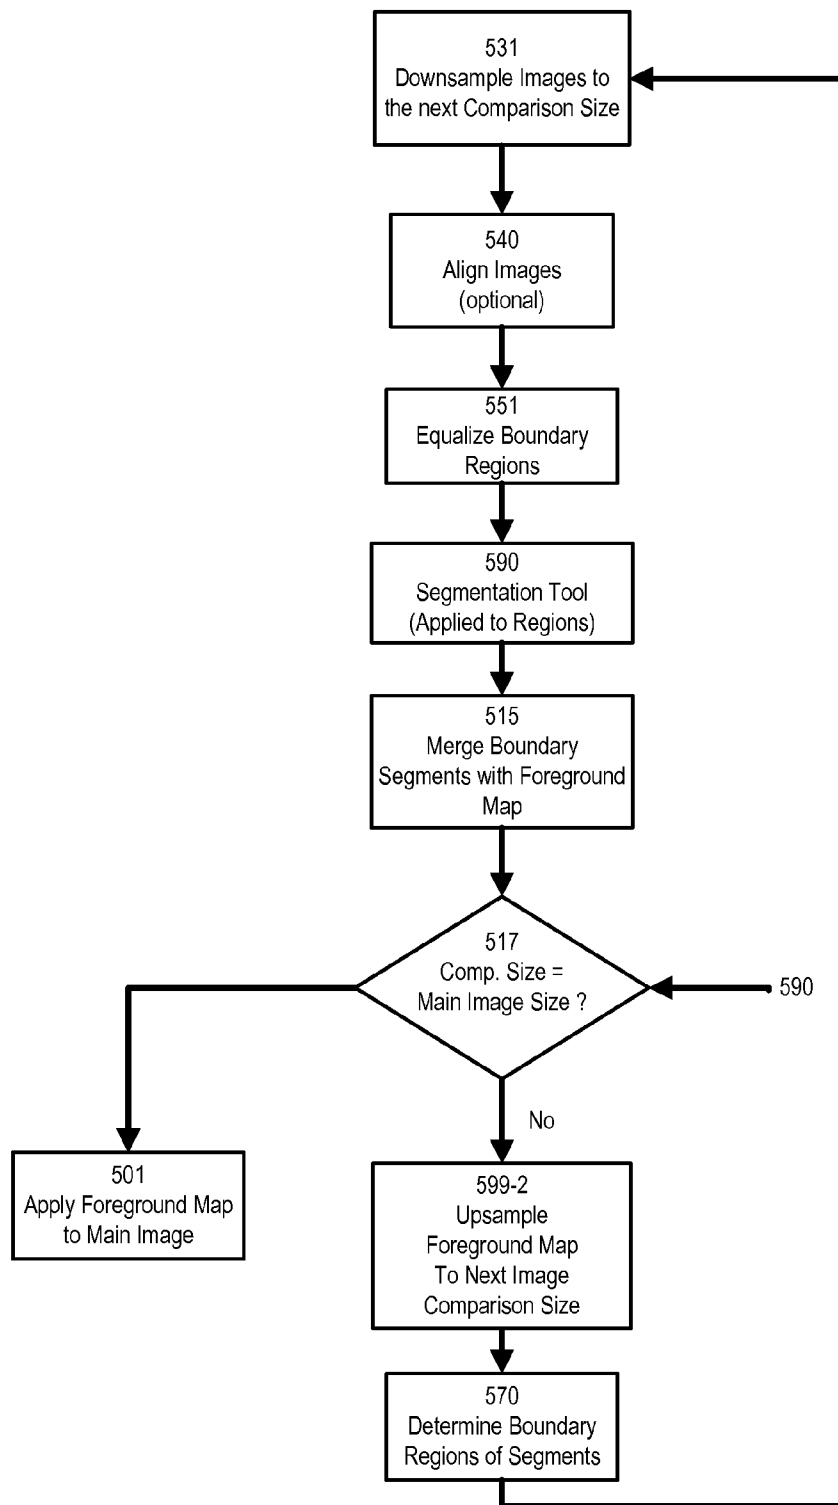 531
Downsample Images to
the next Comparison Size
540
Align Images
(optional)
551
Equalize Boundary
Regions
590
Segmentation Tool
(Applied to Regions)
515
Merge Boundary
Segments with Foreground
Map
517
Comp. Size =
Main Image Size ?
590
No
501
Apply Foreground Map
to Main Image
599-2
Upsample
Foreground Map
To Next Image
Comparison Size
570
Determine Boundary
Regions of Segments